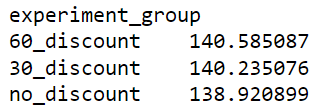 experiment_group
60_discount    140.585087
30_discount    140.235076
no_discount    138.920899